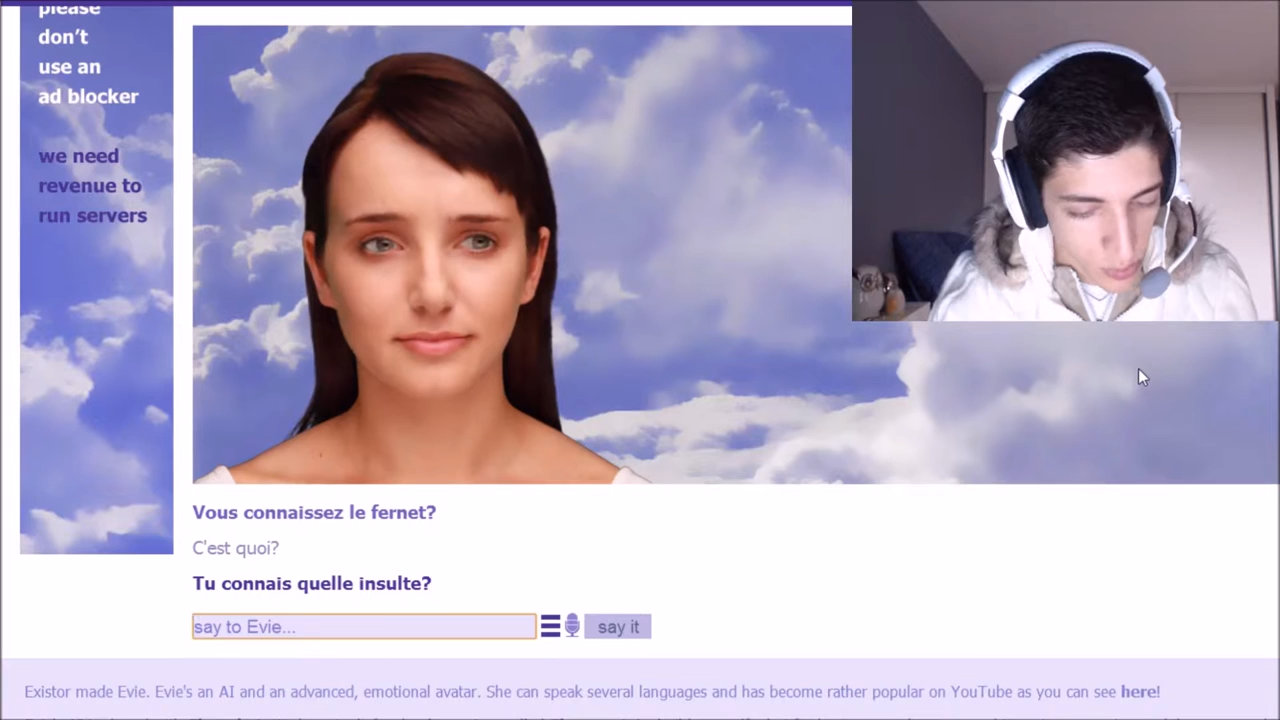 please
don't
use an
ad blocker
we need
revenue to
run servers
Vous connaissez le fernet?
C'est quoi?
Tu connais quelle insulte?
say to Evie...
say it
Existor made Evie. Evie's an AI and an advanced, emotional avatar. She can speak several languages and has become rather popular on YouTube as you can see here!